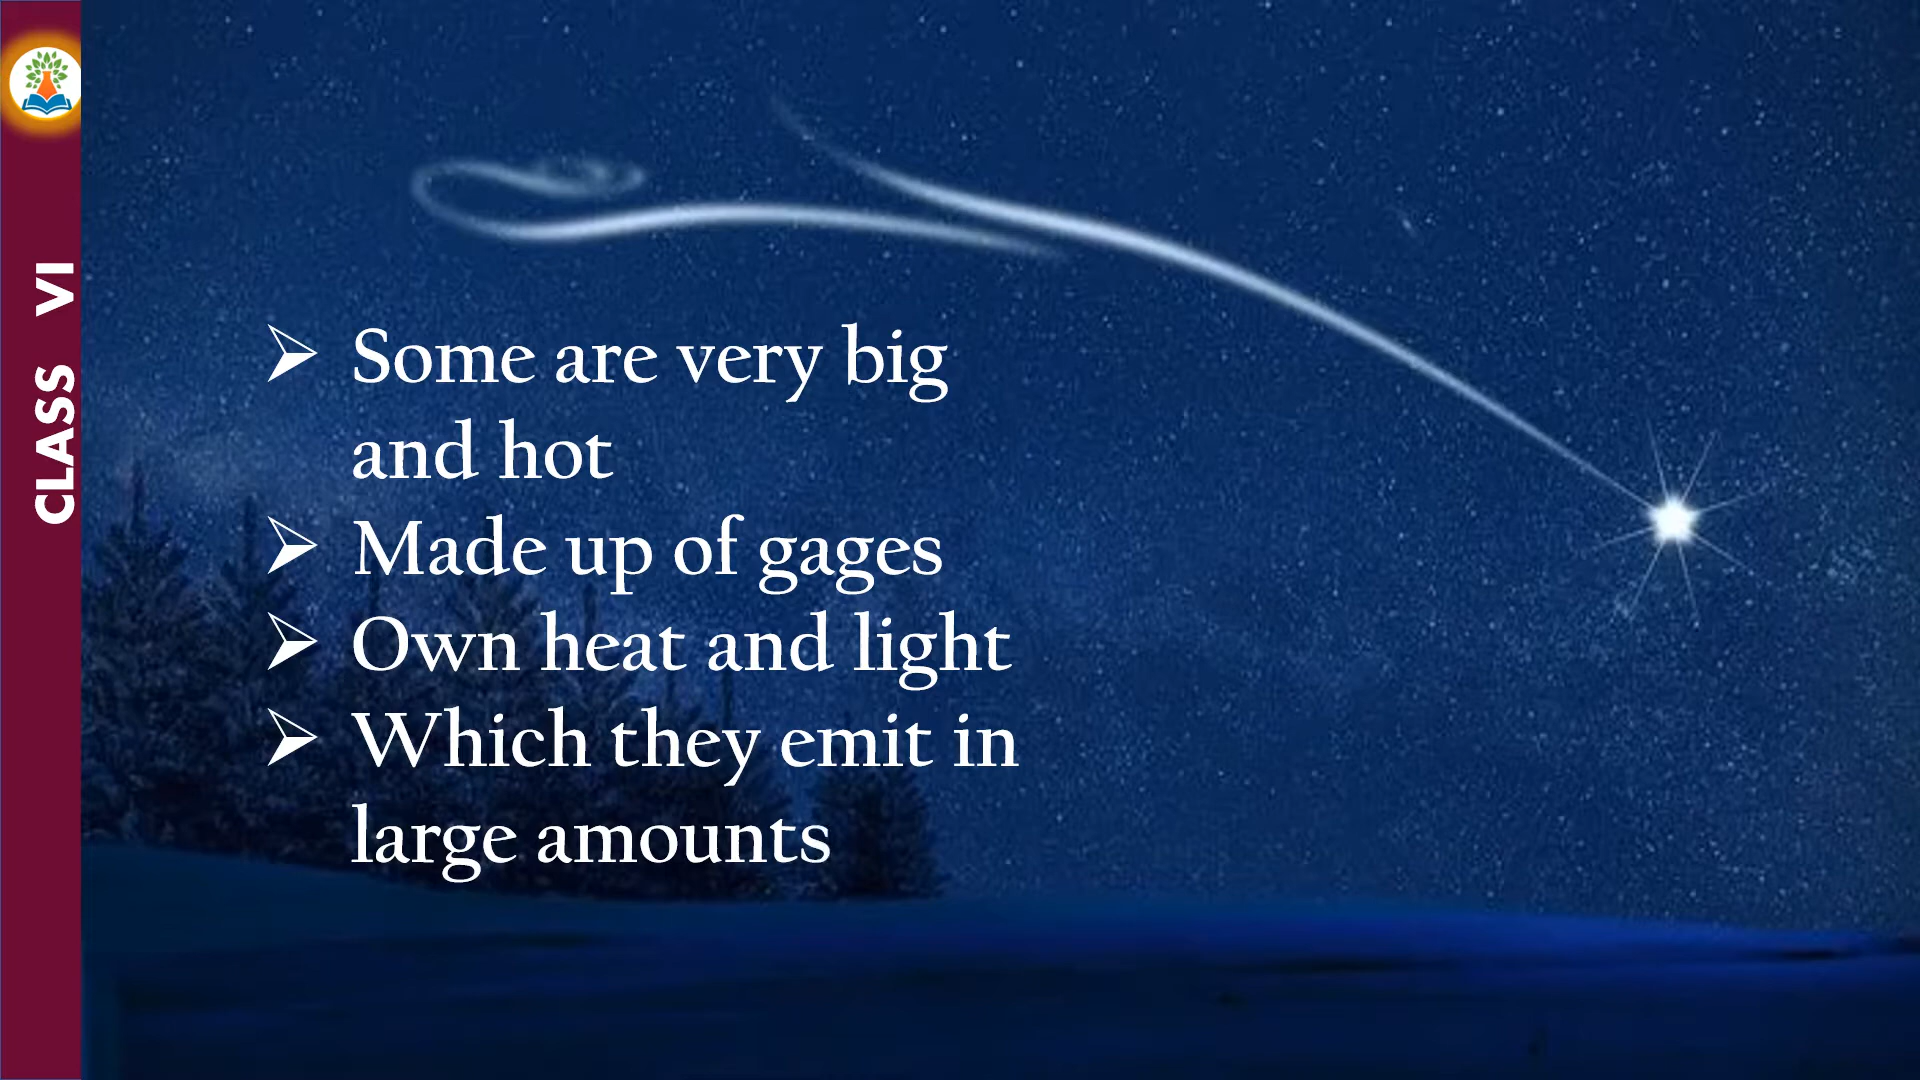 CLASS VI
➢ Some are very big
and hot
➢ Made up of gages
➢ Own heat and light
➢ Which they emit in
large amounts